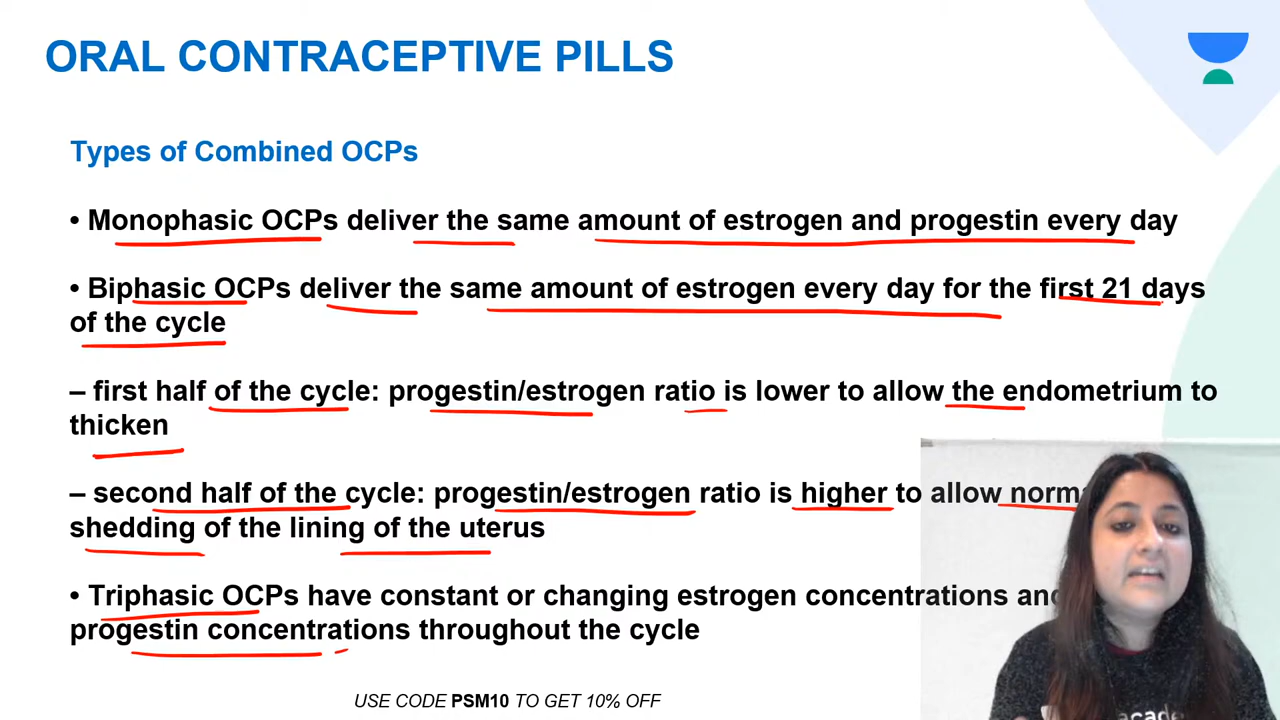 ORAL CONTRACEPTIVE PILLS
Types of Combined OCPs
• Monophasic OCPs deliver the same amount of estrogen and progestin every day
• Biphasic OCPs deliver the same amount of estrogen every day for the first 21 days
of the cycle
– first half of the cycle: progestin/estrogen ratio is lower to allow the endometrium to
thicken
– second half of the cycle: progestin/estrogen ratio is higher to allow
shedding of the lining of the uterus
• Triphasic OCPs have constant or changing estrogen concentrations
progestin concentrations throughout the cycle
USE CODE PSM10 TO GET 10% OFF